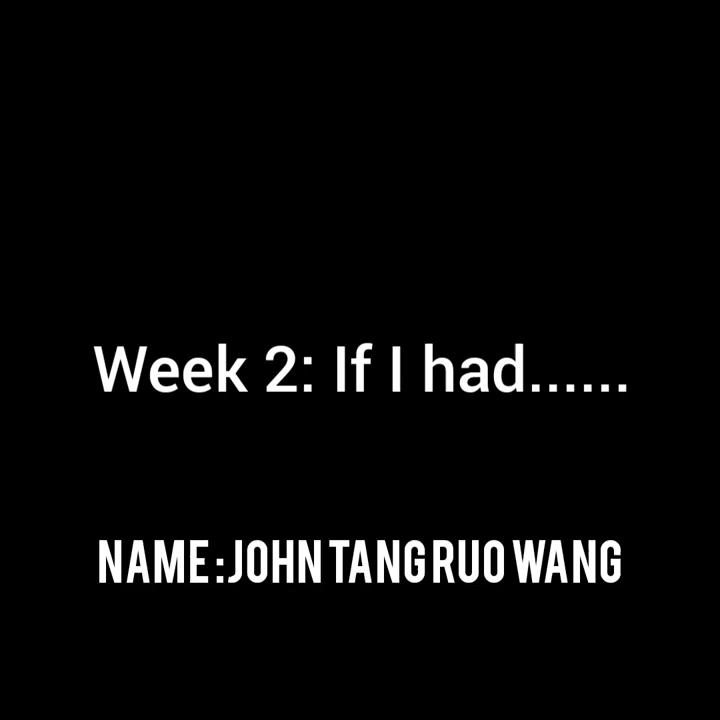 Week 2: If I had......
NAME : JOHN TANG RUO WANG